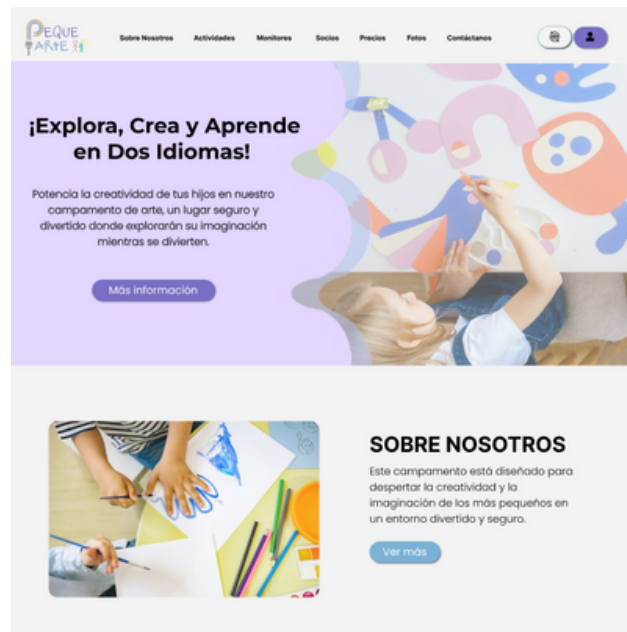 PEQUE
ARTE
Sobre Nosotros Actividades Monitores Socios Precios Fotos Contáctanos
¡Explora, Crea y Aprende
en Dos Idiomas!
Potencia la creatividad de tus hijos en nuestro
campamento de arte, un lugar seguro y
divertido donde explorarán su imaginación
mientras se divierten.
Más información
SOBRE NOSOTROS
Este campamento está diseñado para
despertar la creatividad y la
imaginación de los más pequeños en
un entorno divertido y seguro.
Ver más